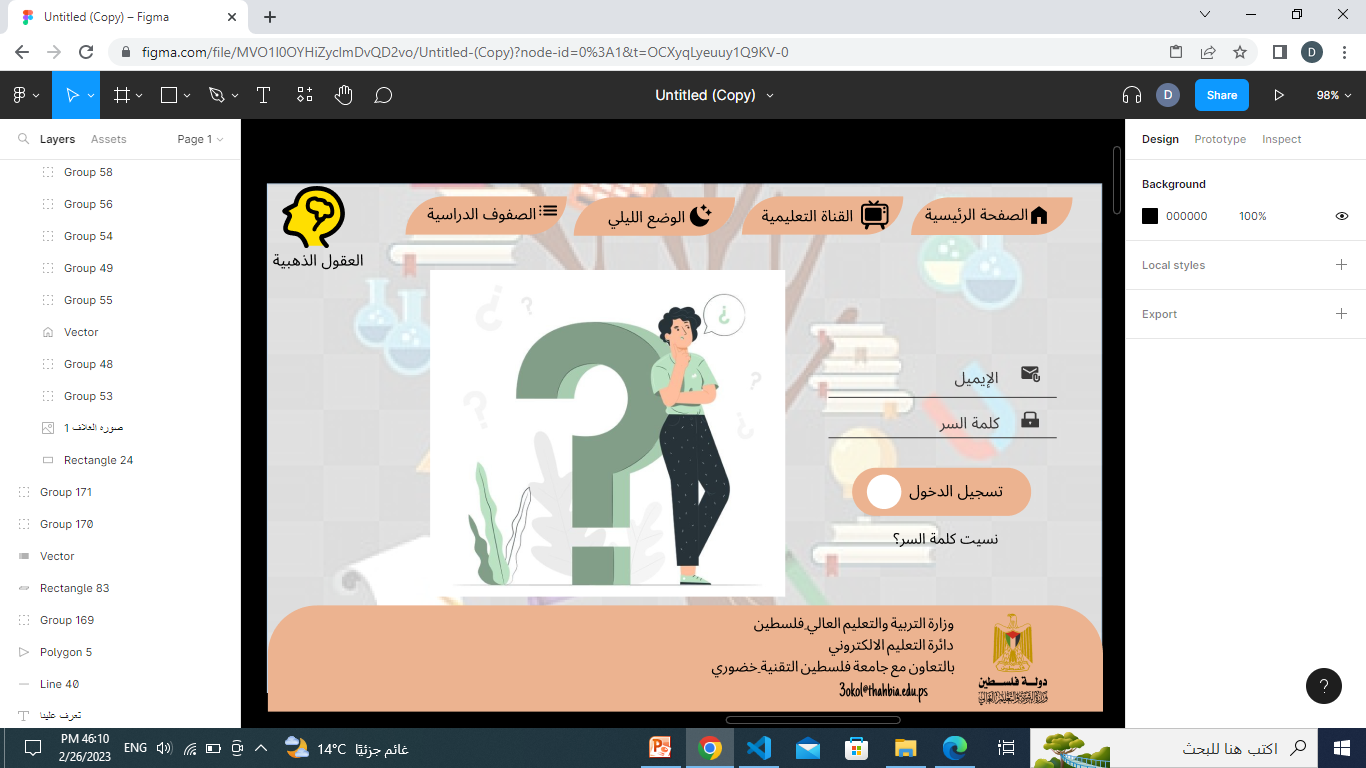 Untitled (Copy) – Figma
figma.com/file/MVO1I0OYHiZyclmDvQD2vo/Untitled-(Copy)?node-id=0%3A1&t=OCXyqLyeuuy1Q9KV-0
D
Untitled (Copy)
D
Share
98%
Layers
Assets
Page 1
Group 58
Group 56
Group 54
Group 49
Group 55
Vector
Group 48
Group 53
صوره الغلاف 1
Rectangle 24
Group 171
Group 170
Vector
Rectangle 83
Group 169
Polygon 5
Line 40
تعرف علينا
الصفحة الرئيسية
القناة التعليمية
الوضع الليلي
الصفوف الدراسية
العقول الذهبية
الإيميل
كلمة السر
تسجيل الدخول
نسيت كلمة السر؟
وزارة التربية والتعليم العالي_فلسطين
دائرة التعليم الالكتروني
بالتعاون مع جامعة فلسطين التقنية_خضوري
3okol@thahbia.edu.ps
دولة فلسطين
وزارة التربية والتعليم العالي
Design
Prototype
Inspect
Background
000000
100%
Local styles
Export
?
PM 46:10
2/26/2023
ENG
14°C
غائم جزئيًا
اكتب هنا للبحث